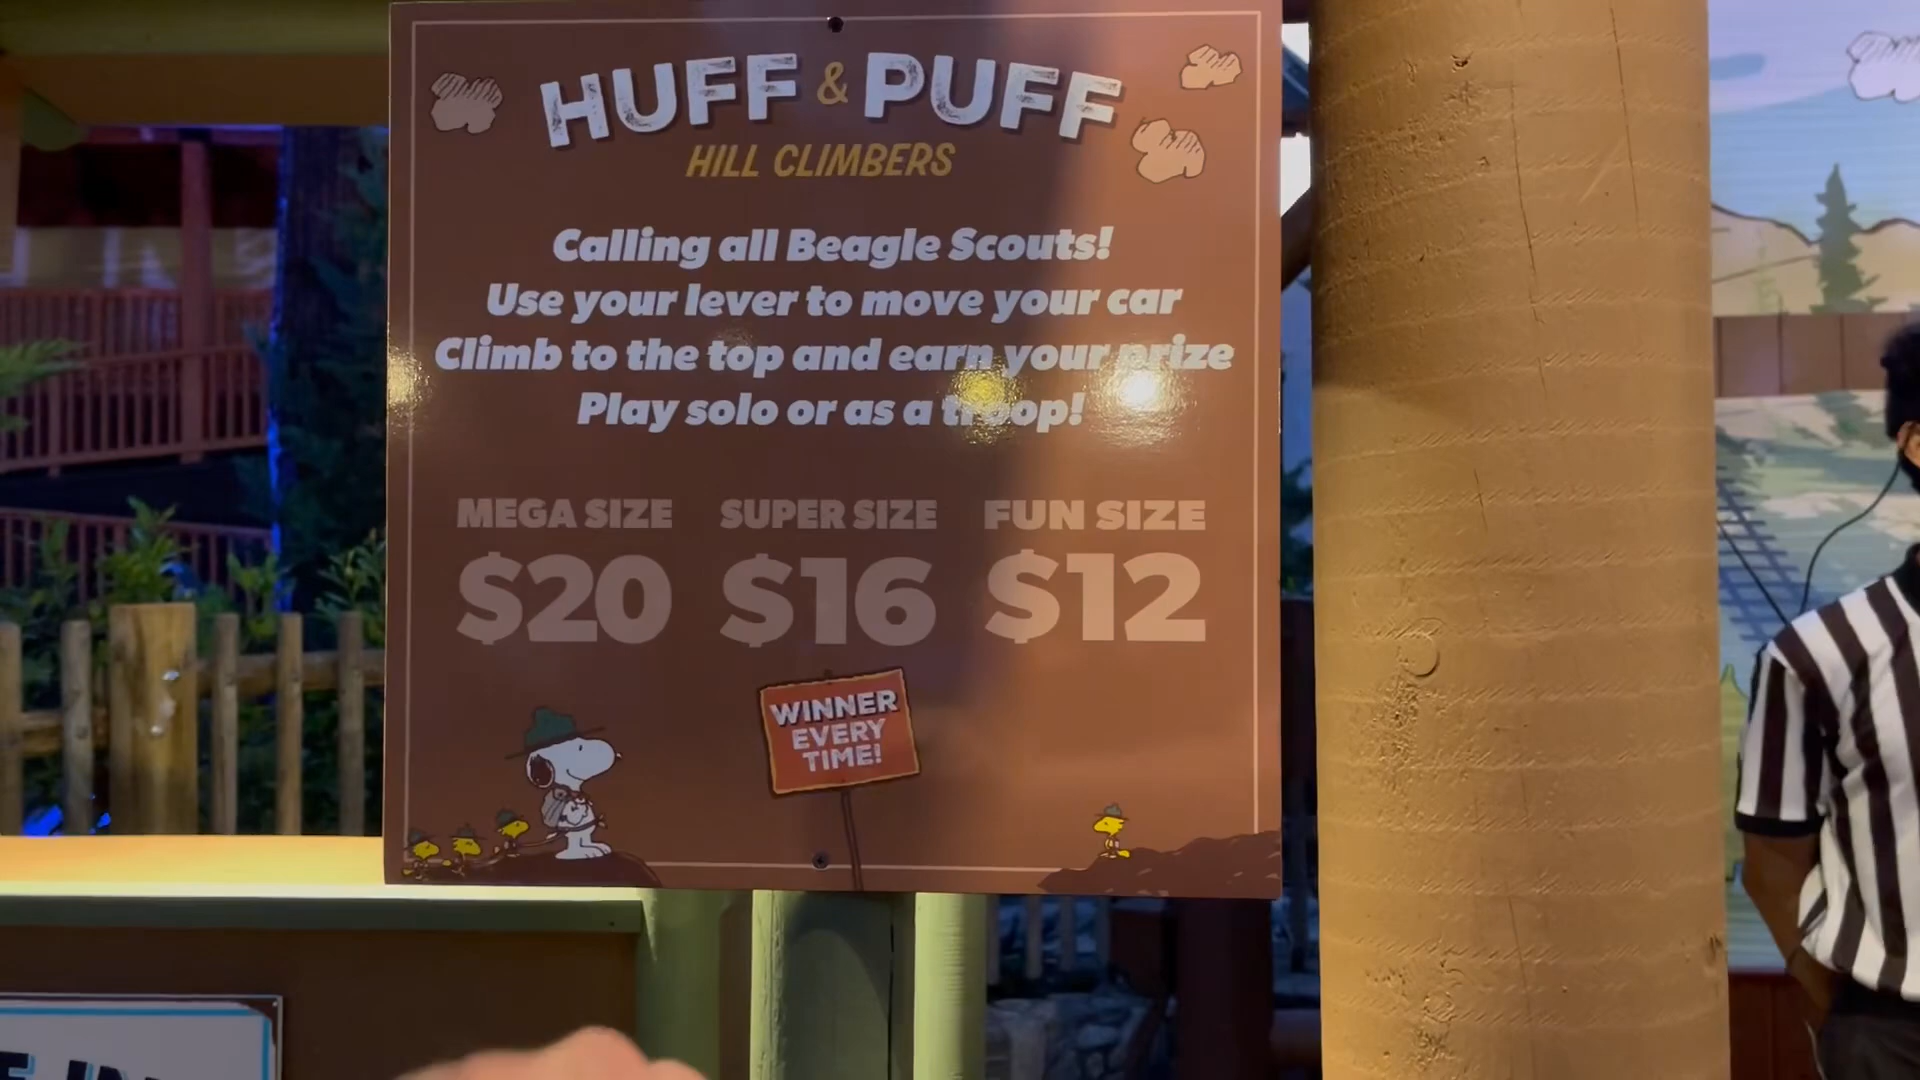 HUFF & PUFF
HILL CLIMBERS
Calling all Beagle Scouts!
Use your lever to move your car
Climb to the top and earn your prize
Play solo or as a troop!
MEGA SIZE SUPER SIZE FUN SIZE
$20 $16 $12
WINNER
EVERY
TIME!